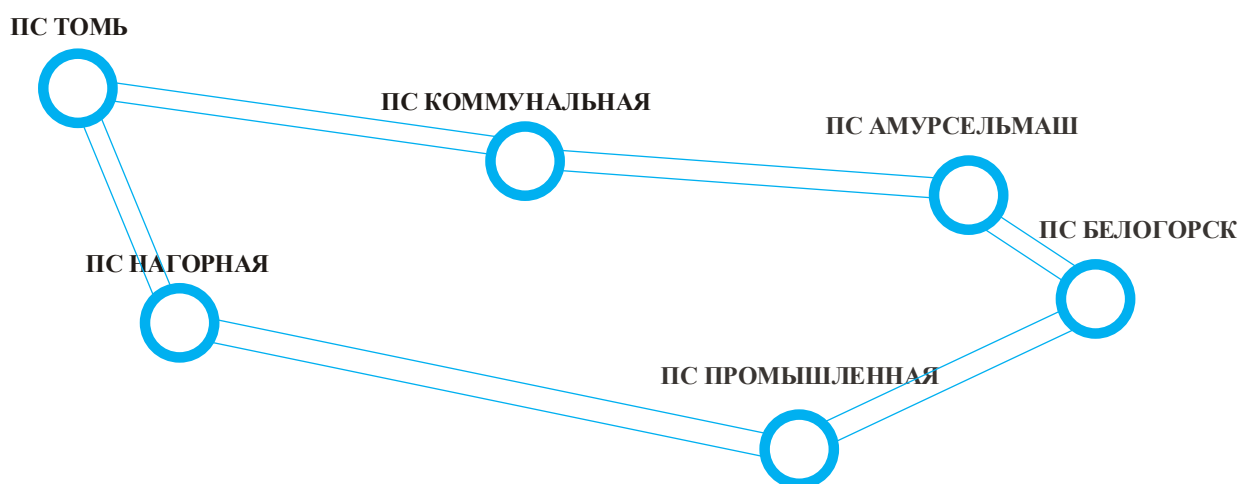 ПС ТОМЬ
ПС КОММУНАЛЬНАЯ
ПС АМУРСЕЛЬМАШ
ПС БЕЛОГОРСК
ПС НАГОРНАЯ
ПС ПРОМЫШЛЕННАЯ